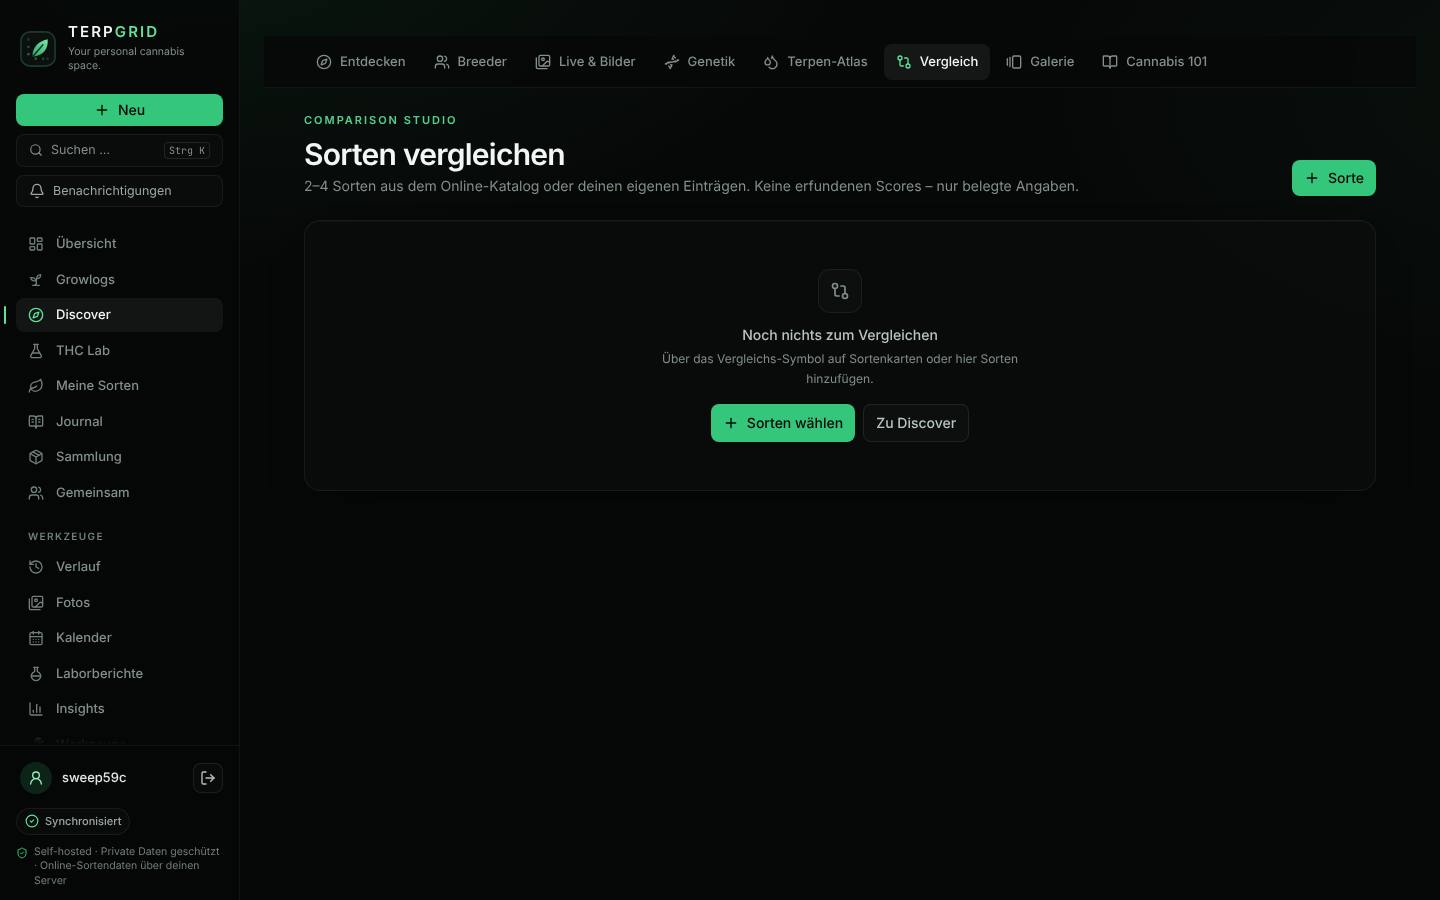 TERPGRID
Your personal cannabis
space.
Neu
Suchen ...
Strg K
Benachrichtigungen
Übersicht
Growlogs
Discover
THC Lab
Meine Sorten
Journal
Sammlung
Gemeinsam
WERKZEUGE
Verlauf
Fotos
Kalender
Laborberichte
Insights
sweep59c
Synchronisiert
Self-hosted · Private Daten geschützt
· Online-Sortendaten über deinen
Server
Entdecken
Breeder
Live & Bilder
Genetik
Terpen-Atlas
Vergleich
Galerie
Cannabis 101
COMPARISON STUDIO
Sorten vergleichen
2–4 Sorten aus dem Online-Katalog oder deinen eigenen Einträgen. Keine erfundenen Scores – nur belegte Angaben.
Sorte
Noch nichts zum Vergleichen
Über das Vergleichs-Symbol auf Sortenkarten oder hier Sorten
hinzufügen.
Sorten wählen
Zu Discover